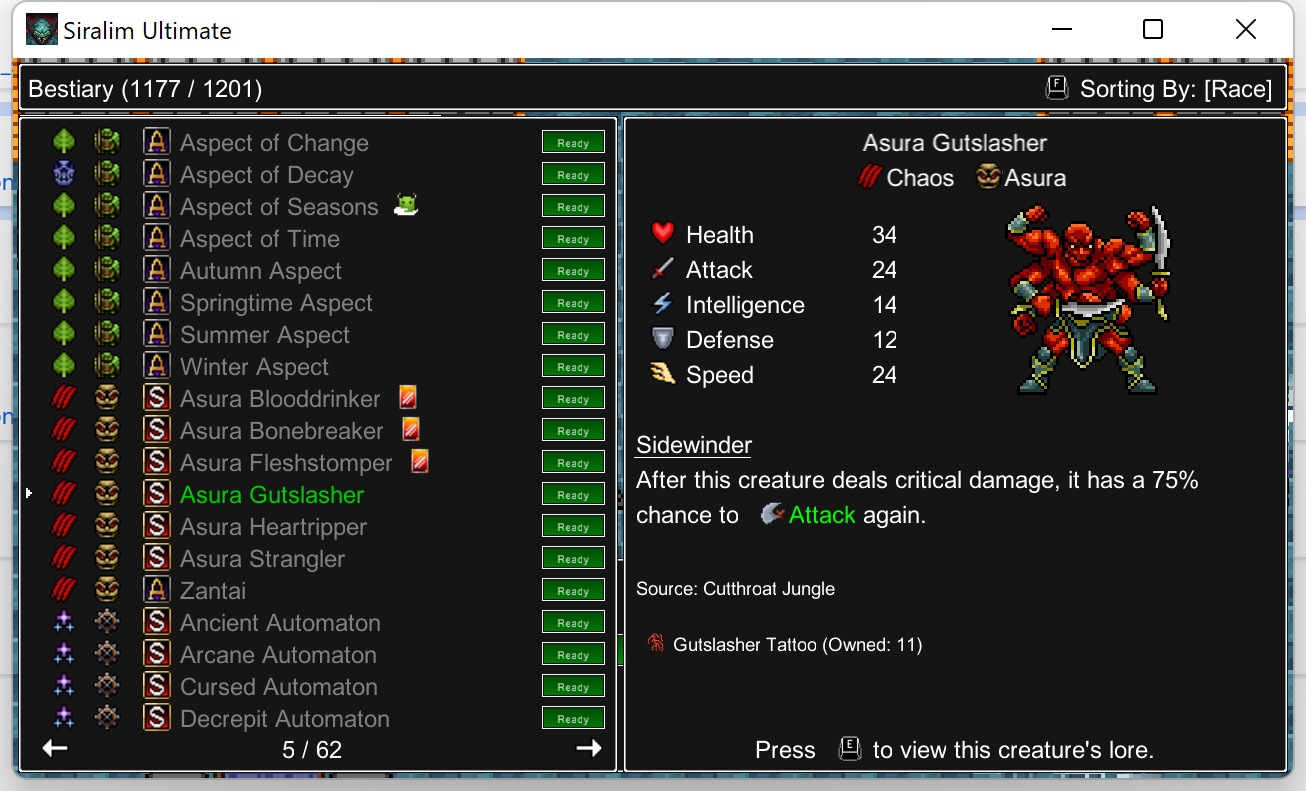 Siralim Ultimate
Bestiary (1177 / 1201)
F Sorting By: [Race]
A Aspect of Change Ready
A Aspect of Decay Ready
A Aspect of Seasons Ready
A Aspect of Time Ready
A Autumn Aspect Ready
A Springtime Aspect Ready
A Summer Aspect Ready
A Winter Aspect Ready
S Asura Blooddrinker Ready
S Asura Bonebreaker Ready
S Asura Fleshstomper Ready
S Asura Gutslasher Ready
S Asura Heartripper Ready
S Asura Strangler Ready
A Zantai Ready
S Ancient Automaton Ready
S Arcane Automaton Ready
S Cursed Automaton Ready
S Decrepit Automaton Ready
5 / 62
Asura Gutslasher
Chaos Asura
Health 34
Attack 24
Intelligence 14
Defense 12
Speed 24
Sidewinder
After this creature deals critical damage, it has a 75%
chance to Attack again.
Source: Cutthroat Jungle
Gutslasher Tattoo (Owned: 11)
Press E to view this creature's lore.